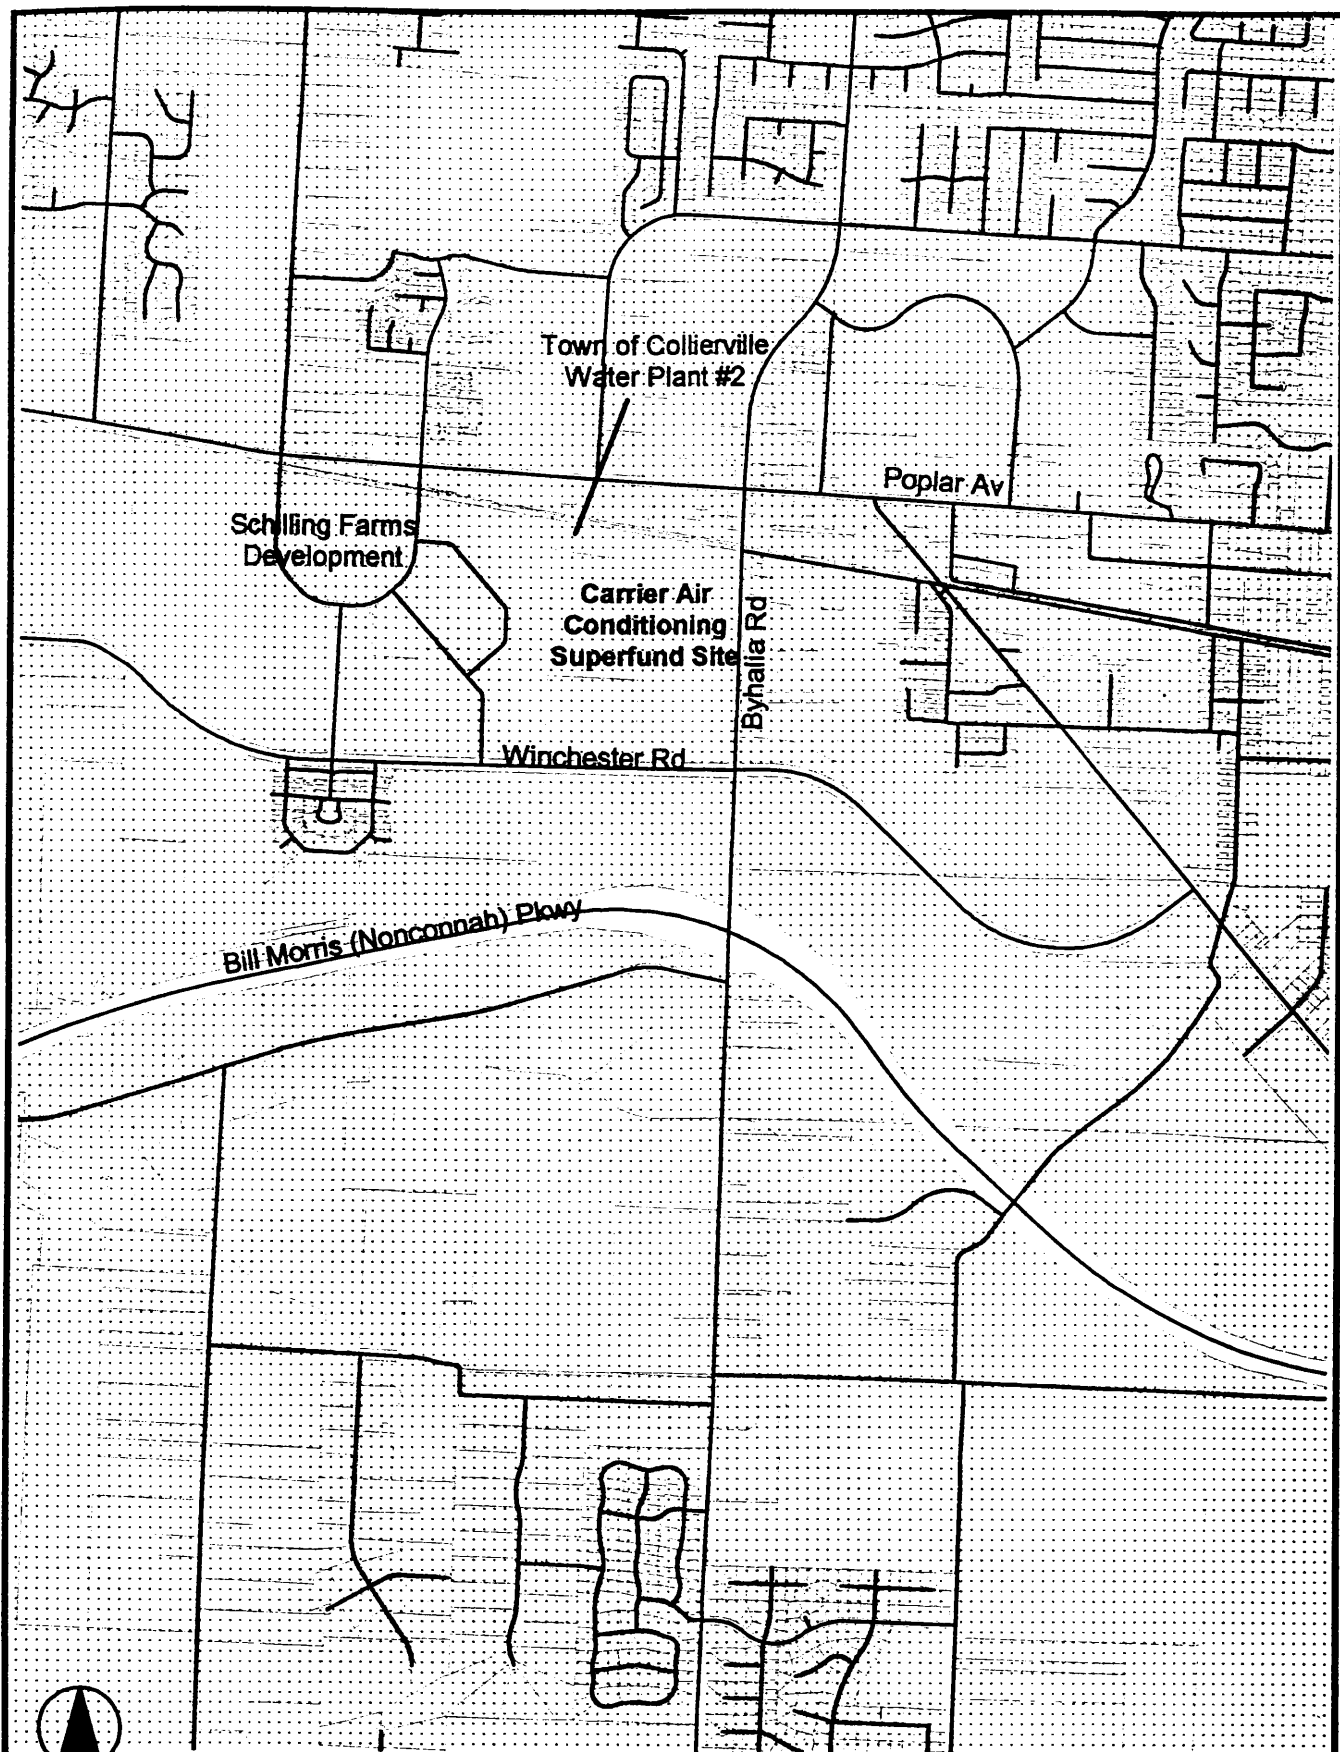 Town of Collierville
Water Plant #2
Poplar Av
Schilling Farms
Development
Carrier Air
Conditioning
Superfund Site
Byhalia Rd
Winchester Rd
Bill Morris (Nonconnah) Pkwy